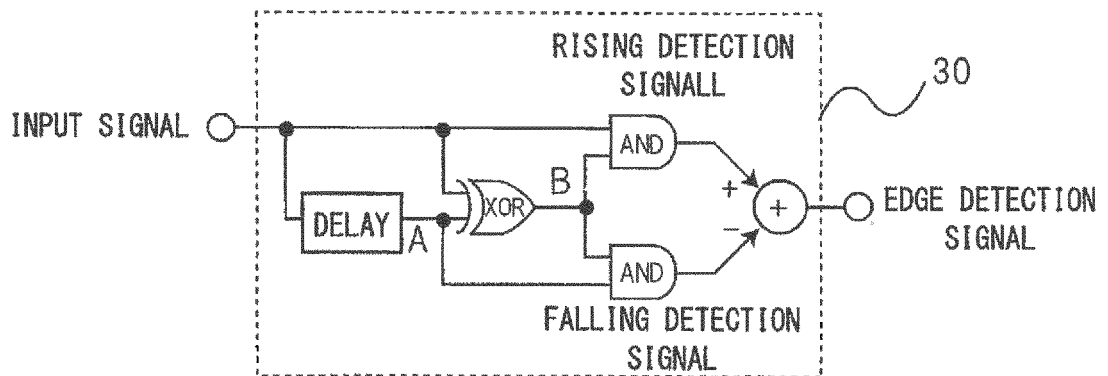 RISING DETECTION
SIGNALL
30
INPUT SIGNAL
AND
B
XOR
DELAY
A
+
+
−
EDGE DETECTION
SIGNAL
AND
FALLING DETECTION
SIGNAL